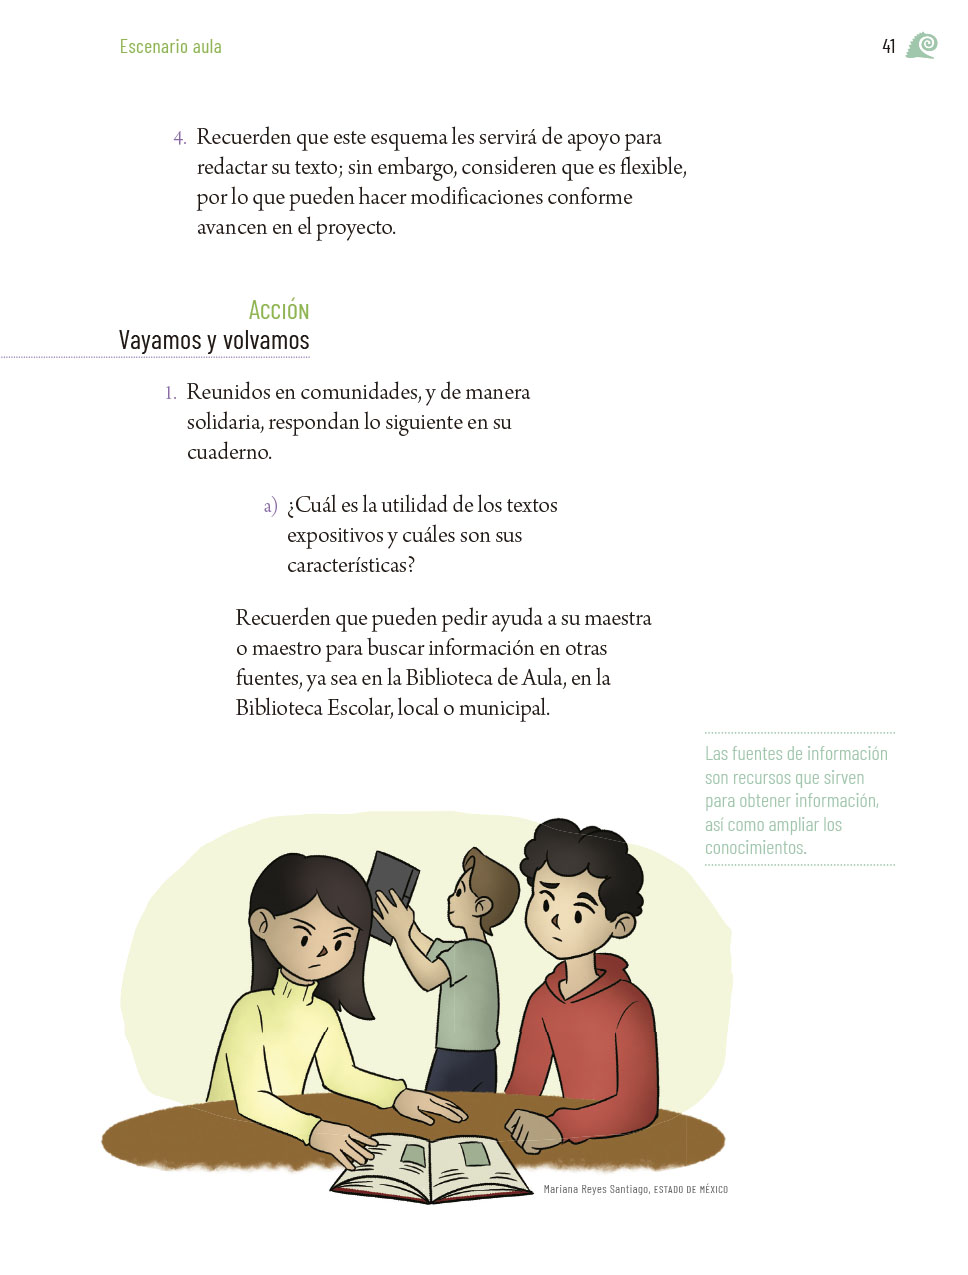 Escenario aula
41
4. Recuerden que este esquema les servirá de apoyo para
redactar su texto; sin embargo, consideren que es flexible,
por lo que pueden hacer modificaciones conforme
avancen en el proyecto.
Acción
Vayamos y volvamos
1. Reunidos en comunidades, y de manera
solidaria, respondan lo siguiente en su
cuaderno.
a) ¿Cuál es la utilidad de los textos
expositivos y cuáles son sus
características?
Recuerden que pueden pedir ayuda a su maestra
o maestro para buscar información en otras
fuentes, ya sea en la Biblioteca de Aula, en la
Biblioteca Escolar, local o municipal.
Las fuentes de información
son recursos que sirven
para obtener información,
así como ampliar los
conocimientos.
Mariana Reyes Santiago, ESTADO DE MÉXICO